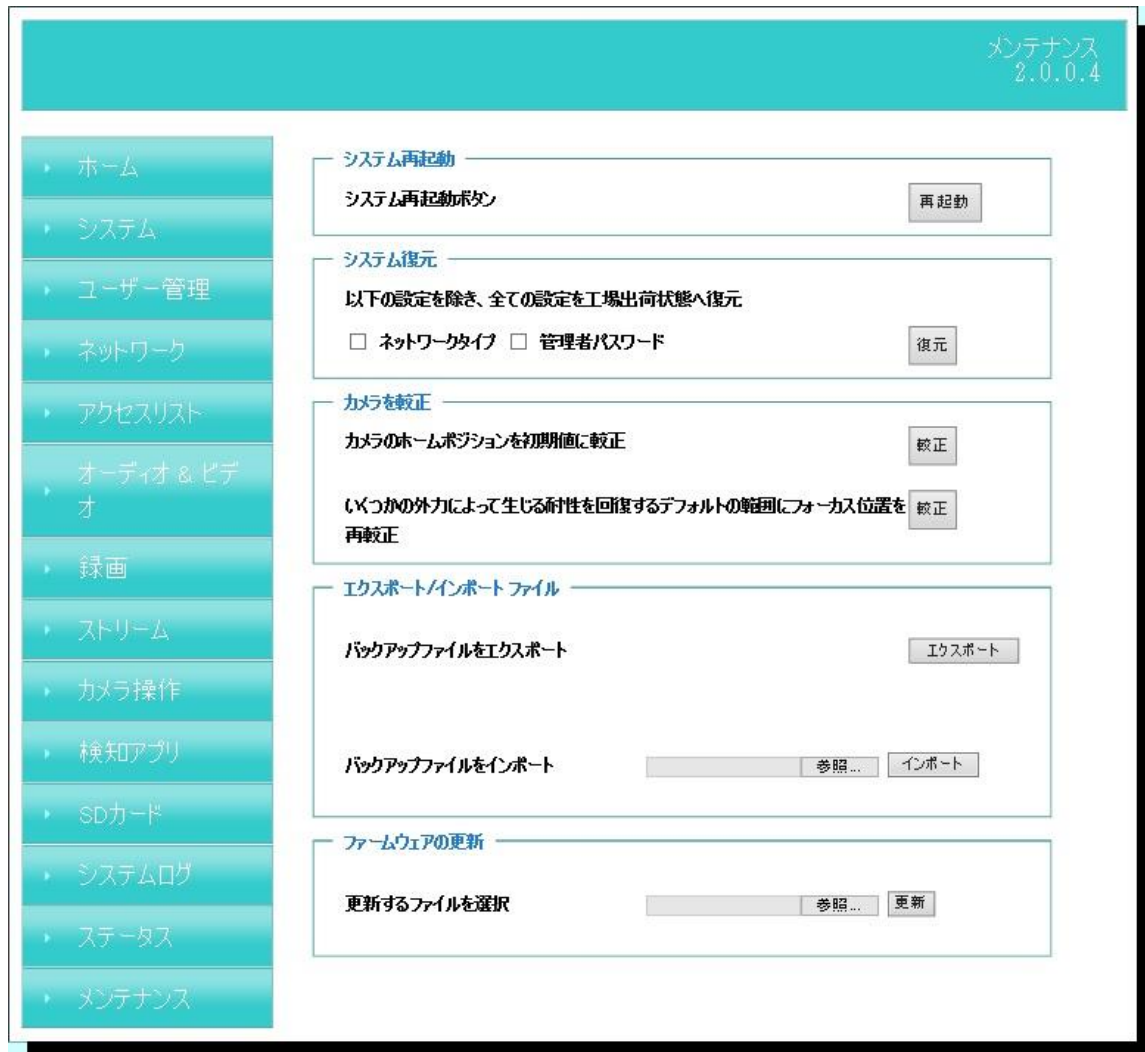 メンテナンス
2.0.0.4
ホーム
システム
ユーザー管理
ネットワーク
アクセスリスト
オーディオ & ビデ
オ
録画
ストリーム
カメラ操作
検知アプリ
SDカード
システムログ
ステータス
メンテナンス
システム再起動
システム再起動ボタン
再起動
システム復元
以下の設定を除き、全ての設定を工場出荷状態へ復元
ネットワークタイプ 管理者パスワード
復元
カメラを較正
カメラのホームポジションを初期値に較正
較正
いくつかの外力によって生じる耐性を回復するデフォルトの範囲にフォーカス位置を
再較正
較正
エクスポート/インポート ファイル
バックアップファイルをエクスポート
エクスポート
バックアップファイルをインポート
参照... インポート
ファームウェアの更新
更新するファイルを選択
参照... 更新